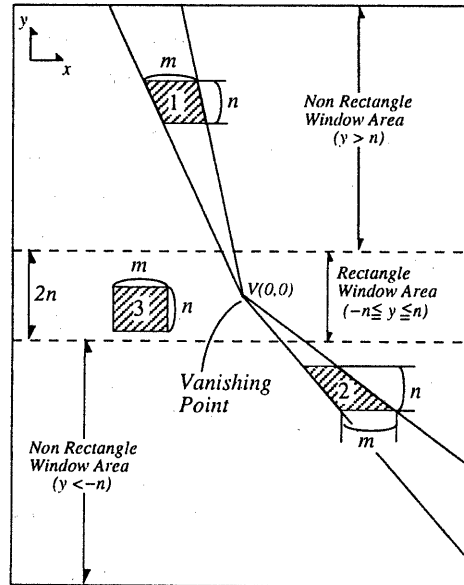 y
x
m
1
n
Non Rectangle
Window Area
(y > n)
2n
m
3
n
V(0,0)
Rectangle
Window Area
(−n≦ y ≦n)
Vanishing
Point
2
n
m
Non Rectangle
Window Area
(y <−n)